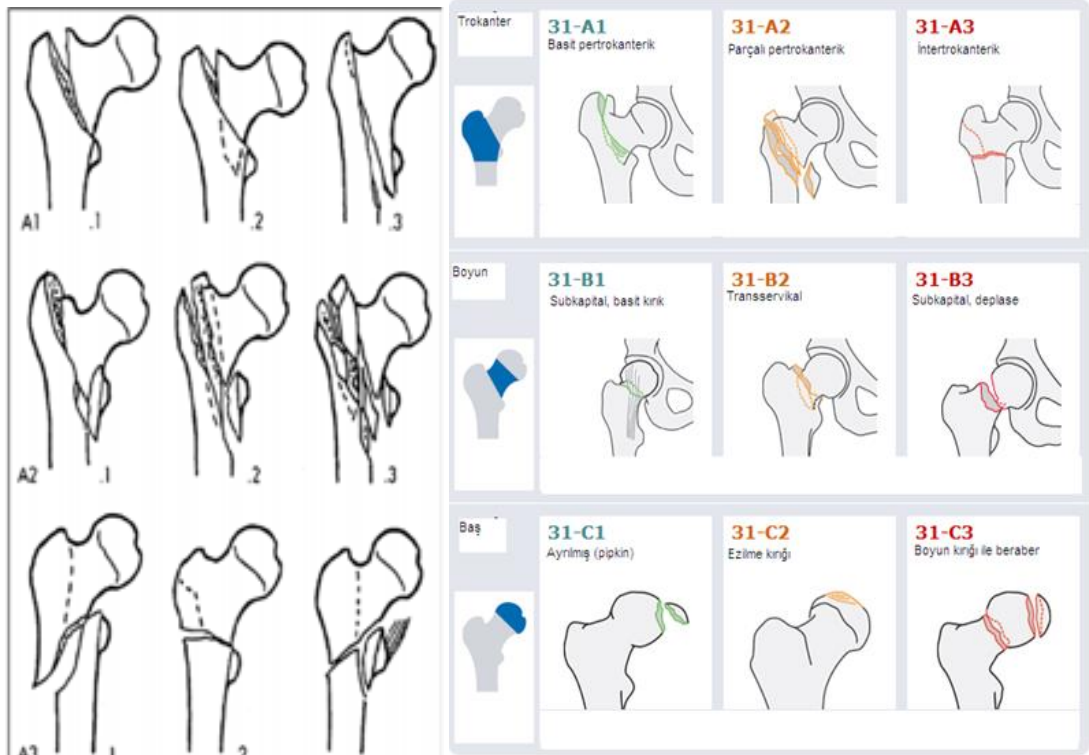 A1 .1 .2 .3
A2 .1 .2 .3
Trokanter
31-A1
Basit pertrokanterik
31-A2
Parçalı pertrokanterik
31-A3
İntertrokanterik
Boyun
31-B1
Subkapital, basit kırık
31-B2
Transservikal
31-B3
Subkapital, deplase
Baş
31-C1
Ayrılmış (pipkin)
31-C2
Ezilme kırığı
31-C3
Boyun kırığı ile beraber